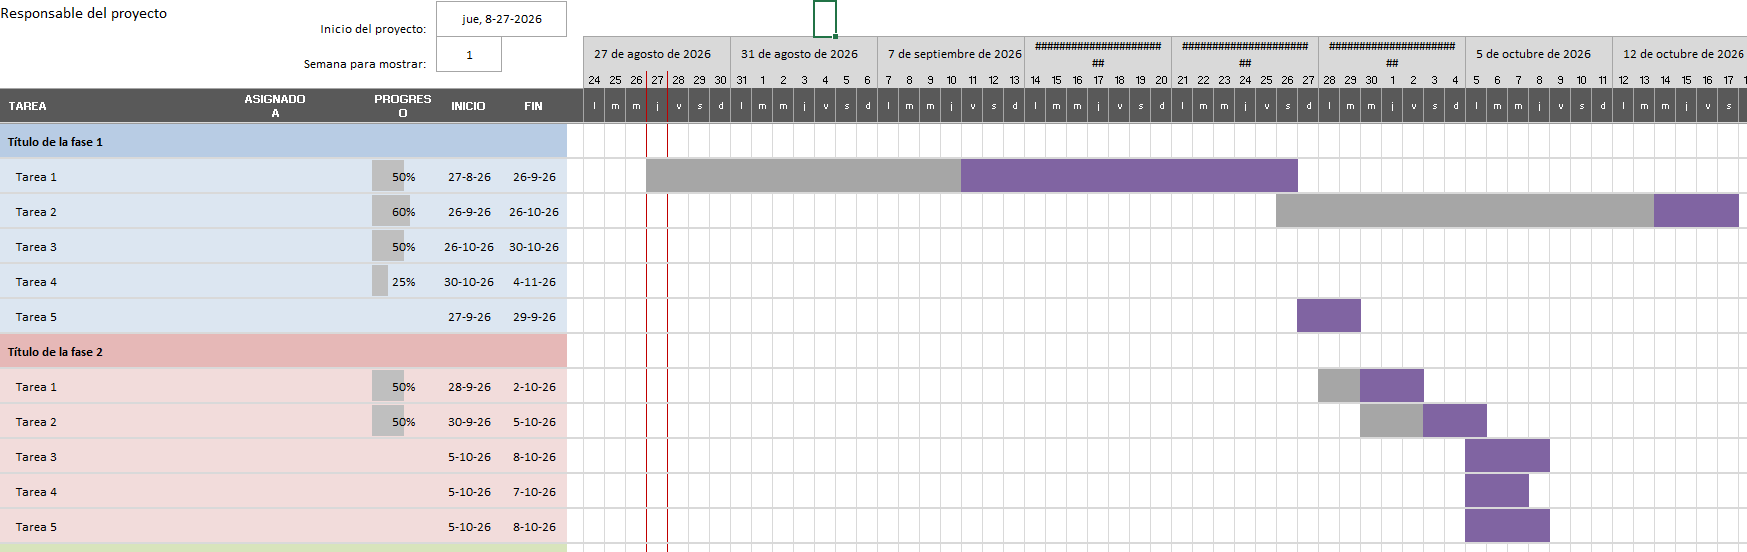 Responsable del proyecto
Inicio del proyecto: jue, 8-27-2026
Semana para mostrar: 1
27 de agosto de 2026 31 de agosto de 2026 7 de septiembre de 2026 ##################### ##################### ##################### 5 de octubre de 2026 12 de octubre de 2026
## ## ##
24 25 26 27 28 29 30 31 1 2 3 4 5 6 7 8 9 10 11 12 13 14 15 16 17 18 19 20 21 22 23 24 25 26 27 28 29 30 1 2 3 4 5 6 7 8 9 10 11 12 13 14 15 16 17
TAREA ASIGNADO A PROGRESO INICIO FIN l m m j v s d l m m j v s d l m m j v s d l m m j v s d l m m j v s d l m m j v s d l m m j v s d l m m j v s
Título de la fase 1
Tarea 1 50% 27-8-26 26-9-26
Tarea 2 60% 26-9-26 26-10-26
Tarea 3 50% 26-10-26 30-10-26
Tarea 4 25% 30-10-26 4-11-26
Tarea 5 27-9-26 29-9-26
Título de la fase 2
Tarea 1 50% 28-9-26 2-10-26
Tarea 2 50% 30-9-26 5-10-26
Tarea 3 5-10-26 8-10-26
Tarea 4 5-10-26 7-10-26
Tarea 5 5-10-26 8-10-26